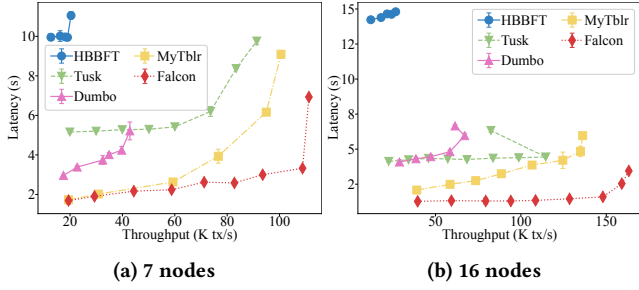 10
8
6
4
2
Latency (s)
HBBFT
Tusk
Dumbo
MyTblr
Falcon
20
40
60
80
100
Throughput (K tx/s)
(a) 7 nodes
15
12
10
8
5
2
Latency (s)
HBBFT
Tusk
Dumbo
MyTblr
Falcon
50
100
150
Throughput (K tx/s)
(b) 16 nodes